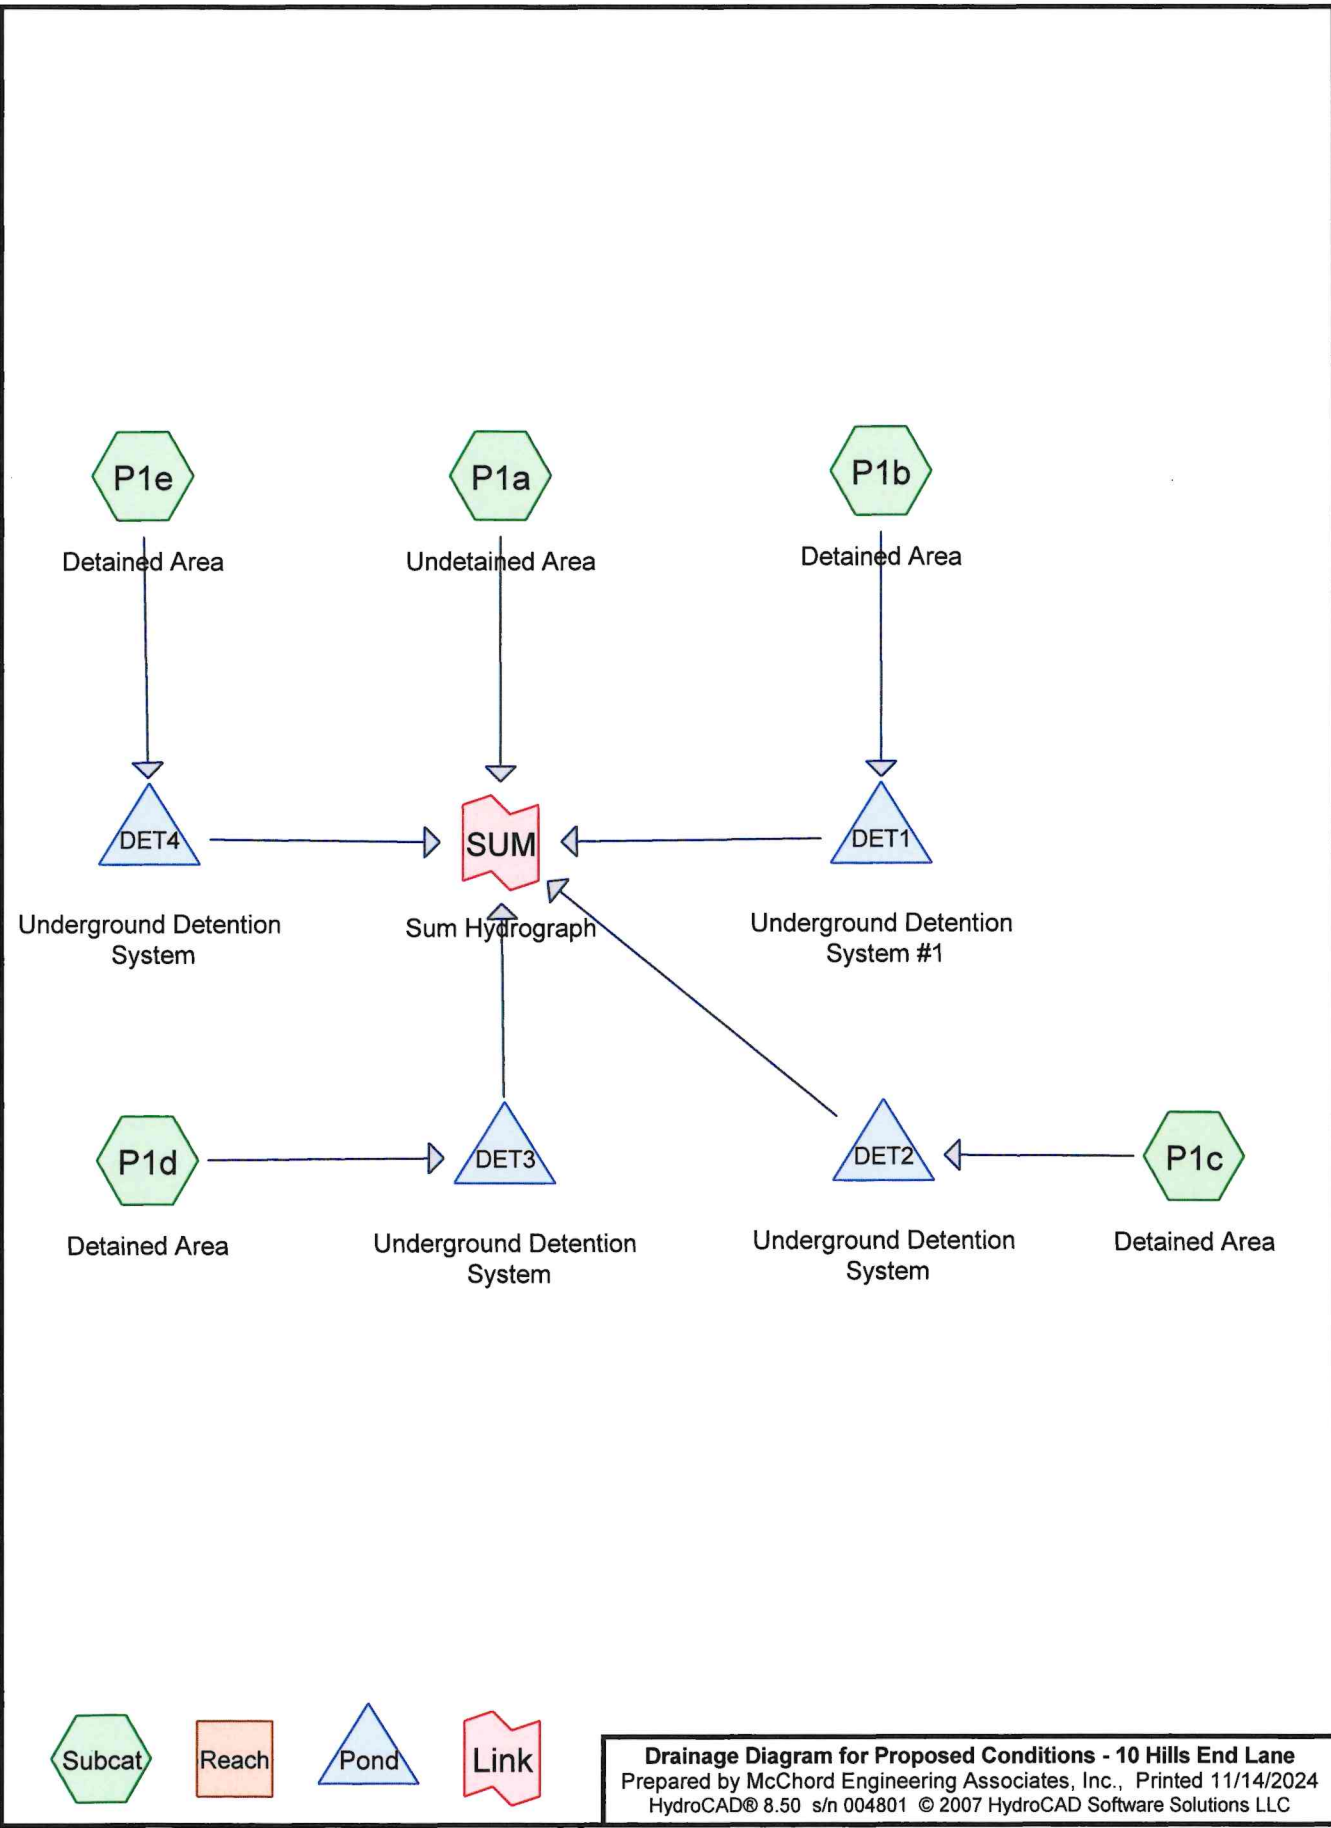 P1e
P1a
P1b
Detained Area
Undetained Area
Detained Area
DET4
SUM
DET1
Underground Detention
System
Sum Hydrograph
Underground Detention
System #1
P1d
DET3
DET2
P1c
Detained Area
Underground Detention
System
Underground Detention
System
Detained Area
Subcat
Reach
Pond
Link
Drainage Diagram for Proposed Conditions - 10 Hills End Lane
Prepared by McChord Engineering Associates, Inc., Printed 11/14/2024
HydroCAD® 8.50 s/n 004801 © 2007 HydroCAD Software Solutions LLC